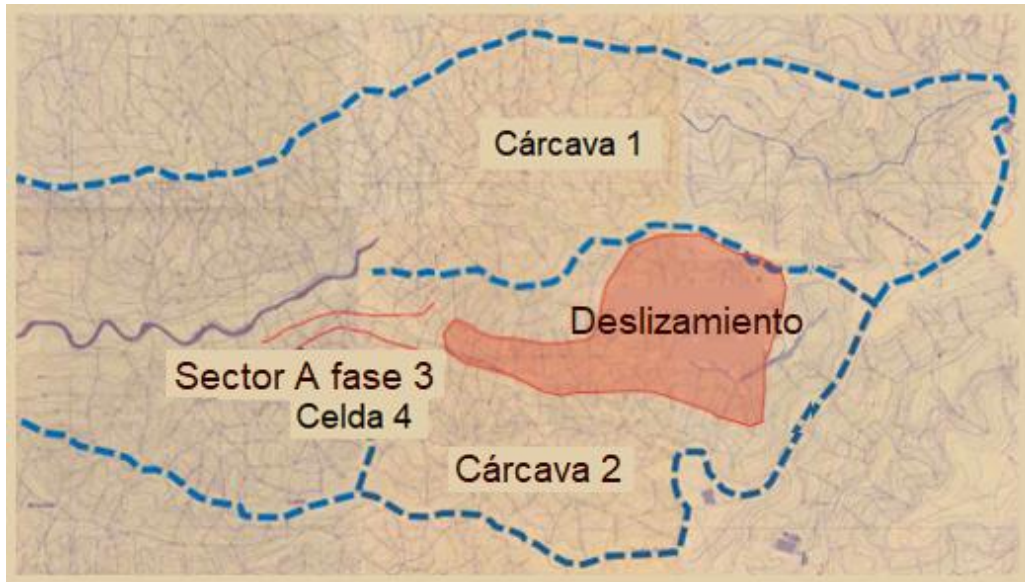 Cárcava 1
Deslizamiento
Sector A fase 3
Celda 4
Cárcava 2